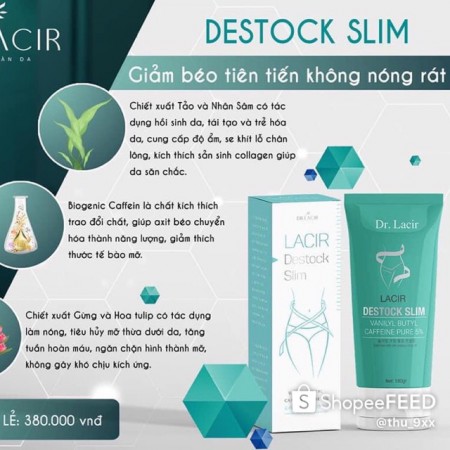 LACIR
DESTOCK SLIM
Giảm béo tiên tiến không nóng rát
Chiết xuất Tảo và Nhân Sâm có tác
dụng hồi sinh da, tái tạo và trẻ hóa
da, cung cấp độ ẩm, se khít lỗ chân
lông, kích thích sản sinh collagen giúp
da săn chắc.
Biogenic Caffein là chất kích thích
trao đổi chất, giúp axit béo chuyển
hóa thành năng lượng, giảm thích
thước tế bào mỡ.
Chiết xuất Gừng và Hoa tulip có tác dụng
làm nóng, tiêu hủy mỡ thừa dưới da, tăng
tuần hoàn máu, ngăn chặn hình thành mỡ,
không gây khó chịu kích ứng.
LẺ: 380.000 vnđ
LACIR
Destock
Slim
Dr. Lacir
LACIR
DESTOCK SLIM
VANILYL BUTYL
CAFFEINE PURE 5%
ShopeeFEED
@thu_9xx